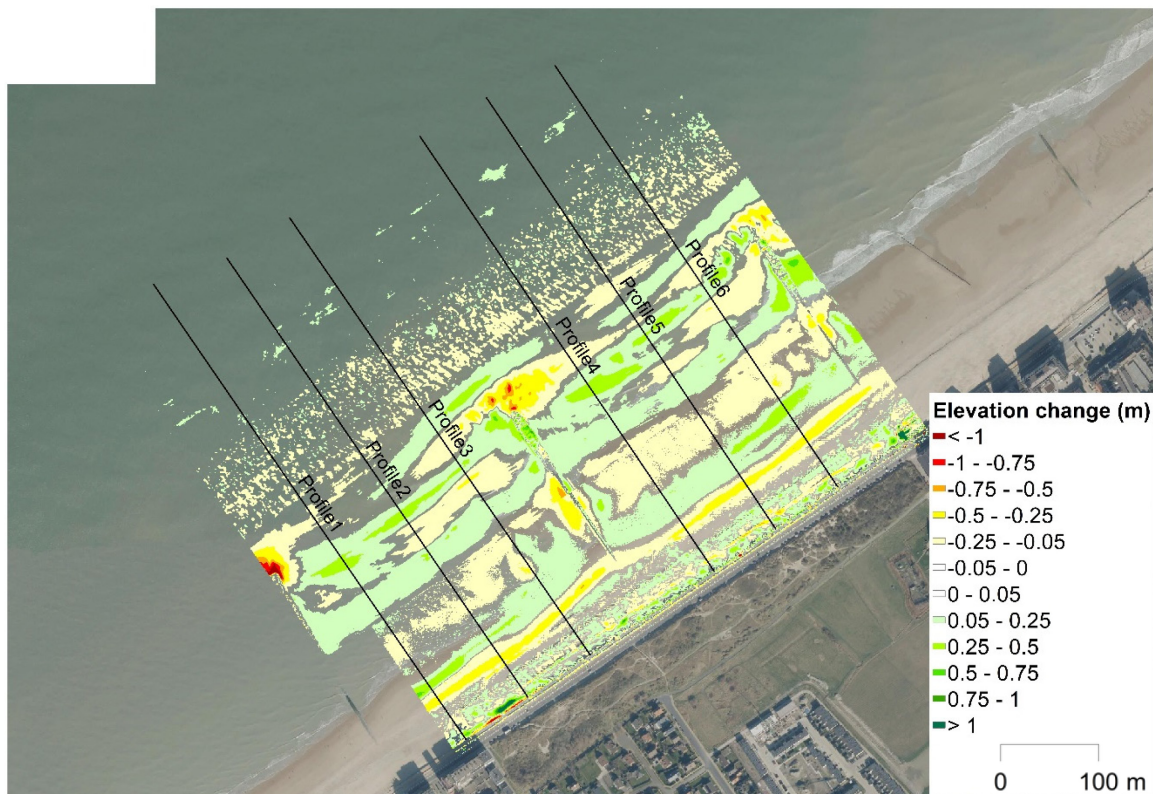 Profile6
Profile5
Profile4
Profile3
Profile2
Profile1
Elevation change (m)
< -1
-1 - -0.75
-0.75 - -0.5
-0.5 - -0.25
-0.25 - -0.05
-0.05 - 0
0 - 0.05
0.05 - 0.25
0.25 - 0.5
0.5 - 0.75
0.75 - 1
> 1
0 100 m